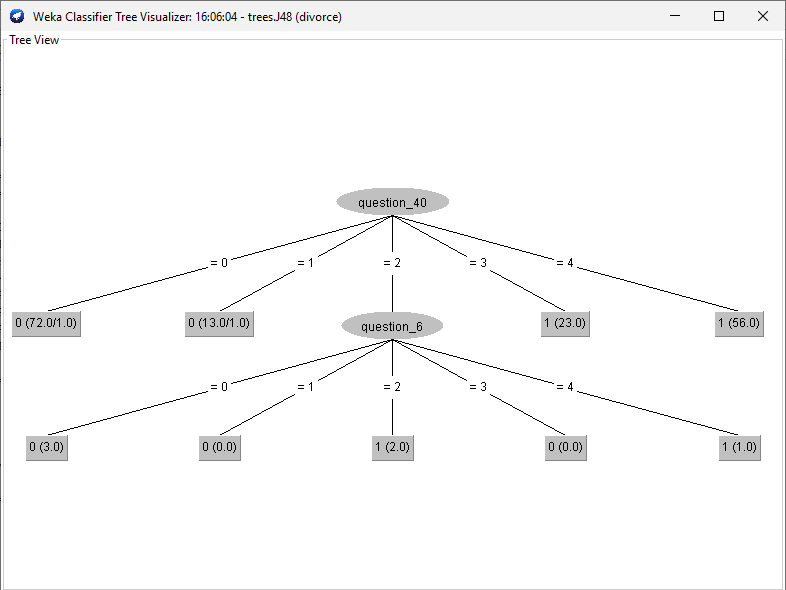 Weka Classifier Tree Visualizer: 16:06:04 - trees.J48 (divorce)
Tree View
question_40
= 0 = 1 = 2 = 3 = 4
0 (72.0/1.0) 0 (13.0/1.0) question_6 1 (23.0) 1 (56.0)
= 0 = 1 = 2 = 3 = 4
0 (3.0) 0 (0.0) 1 (2.0) 0 (0.0) 1 (1.0)